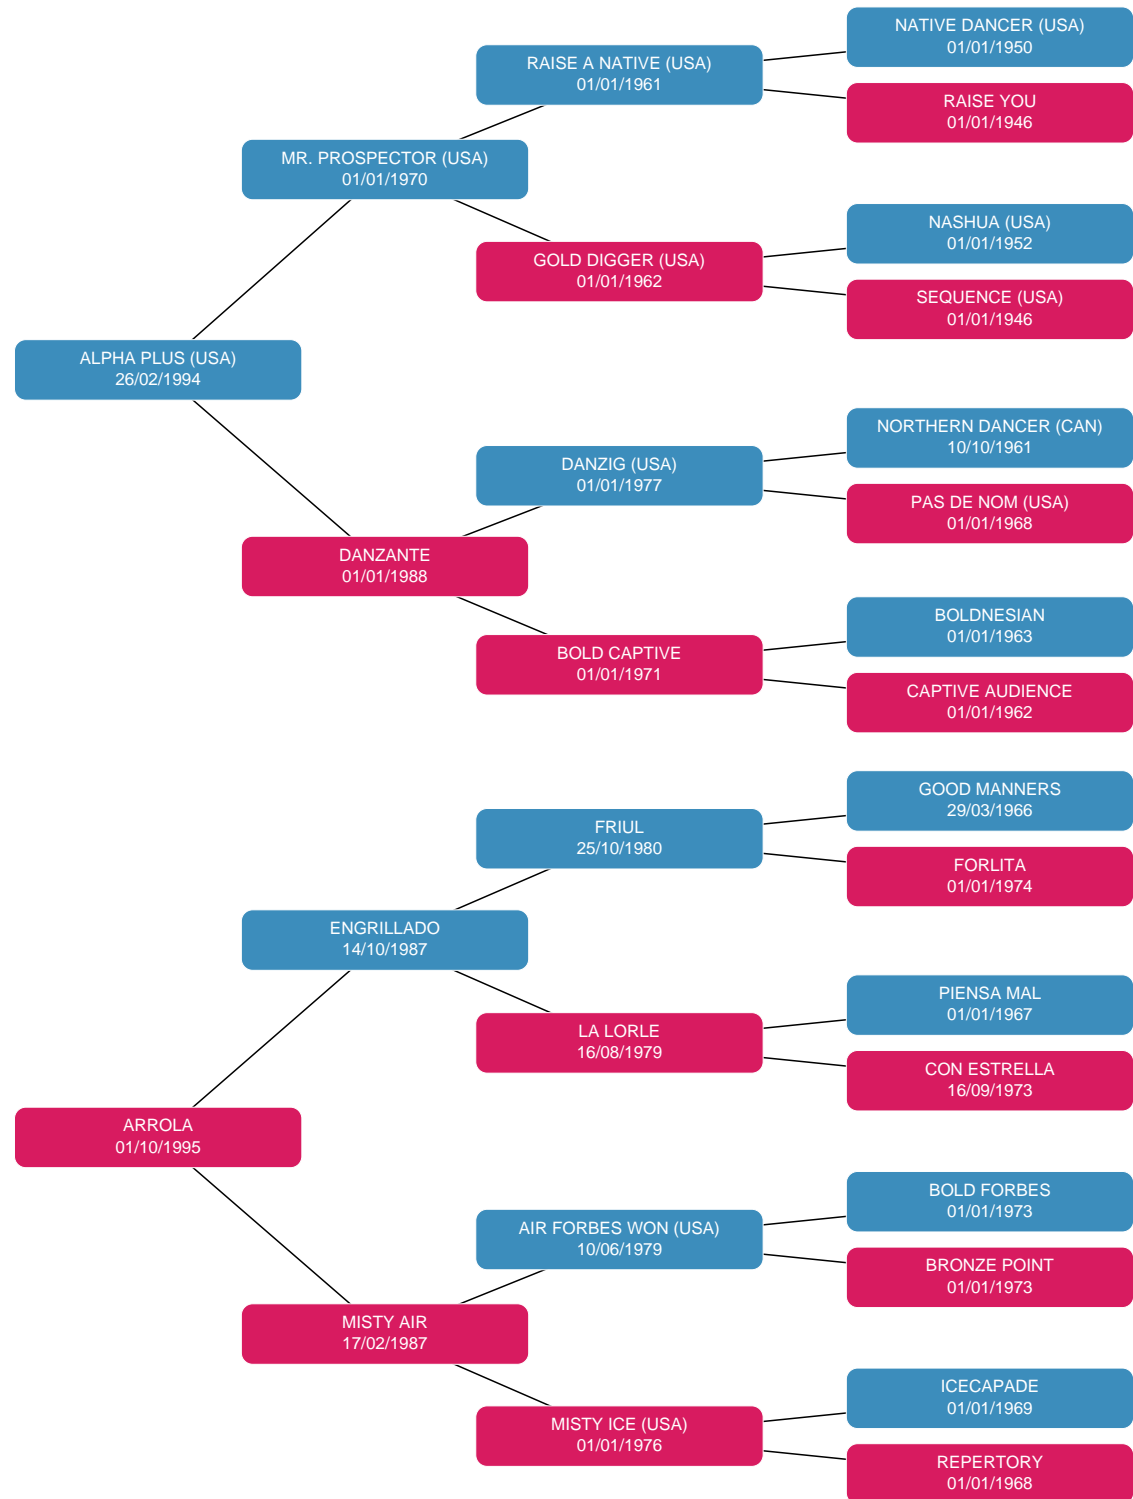 NATIVE DANCER (USA)
01/01/1950
RAISE A NATIVE (USA)
01/01/1961
RAISE YOU
01/01/1946
MR. PROSPECTOR (USA)
01/01/1970
NASHUA (USA)
01/01/1952
GOLD DIGGER (USA)
01/01/1962
SEQUENCE (USA)
01/01/1946
ALPHA PLUS (USA)
26/02/1994
NORTHERN DANCER (CAN)
10/10/1961
DANZIG (USA)
01/01/1977
PAS DE NOM (USA)
01/01/1968
DANZANTE
01/01/1988
BOLDNESIAN
01/01/1963
BOLD CAPTIVE
01/01/1971
CAPTIVE AUDIENCE
01/01/1962
GOOD MANNERS
29/03/1966
FRIUL
25/10/1980
FORLITA
01/01/1974
ENGRILLADO
14/10/1987
PIENSA MAL
01/01/1967
LA LORLE
16/08/1979
CON ESTRELLA
16/09/1973
ARROLA
01/10/1995
BOLD FORBES
01/01/1973
AIR FORBES WON (USA)
10/06/1979
BRONZE POINT
01/01/1973
MISTY AIR
17/02/1987
ICECAPADE
01/01/1969
MISTY ICE (USA)
01/01/1976
REPERTORY
01/01/1968